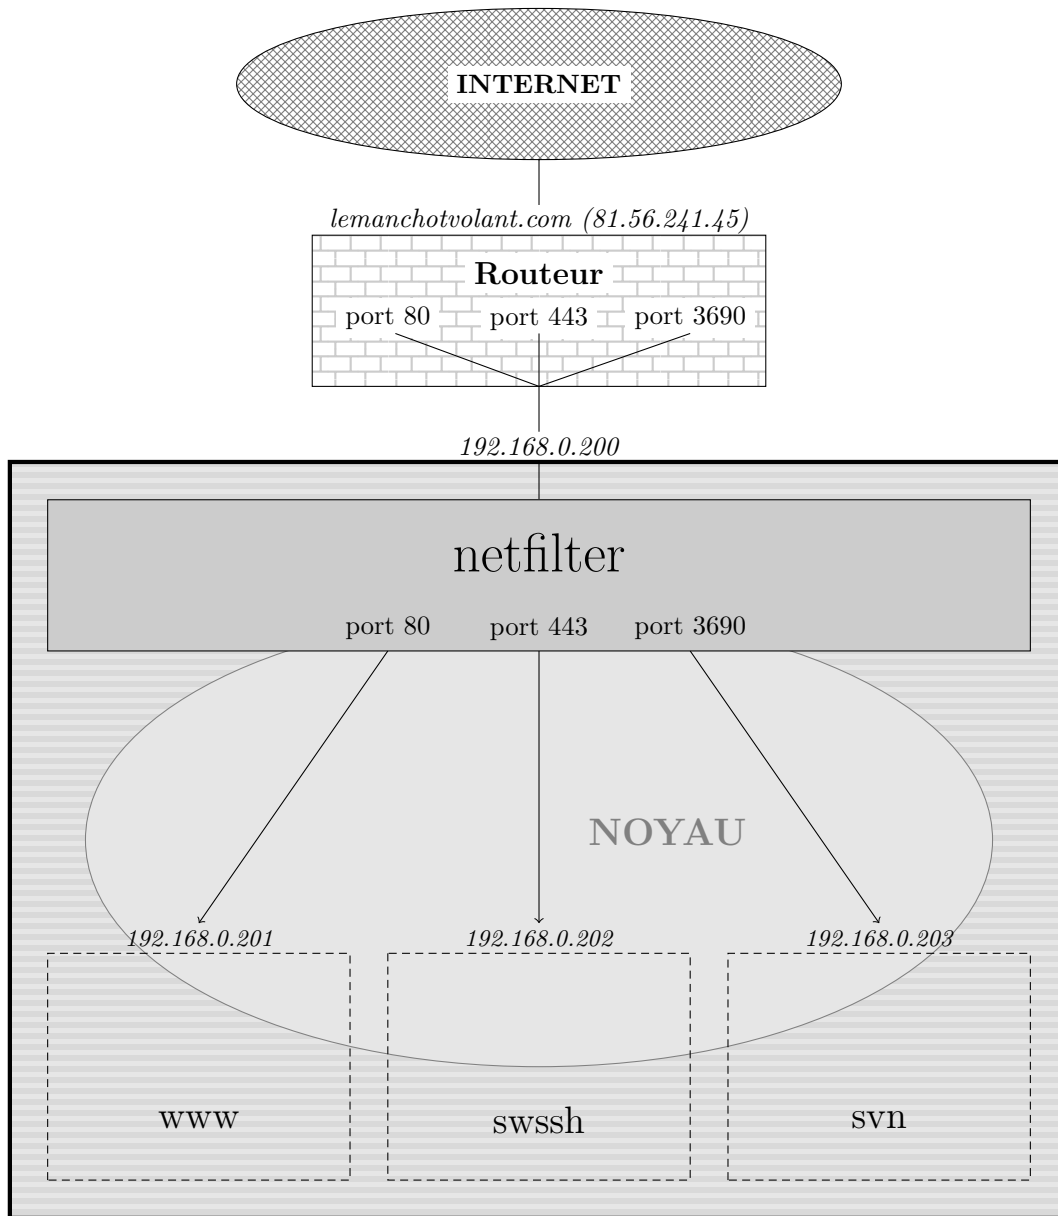 INTERNET
lemanchotvolant.com (81.56.241.45)
Routeur
port 80 port 443 port 3690
192.168.0.200
netfilter
port 80 port 443 port 3690
NOYAU
192.168.0.201 192.168.0.202 192.168.0.203
www swssh svn